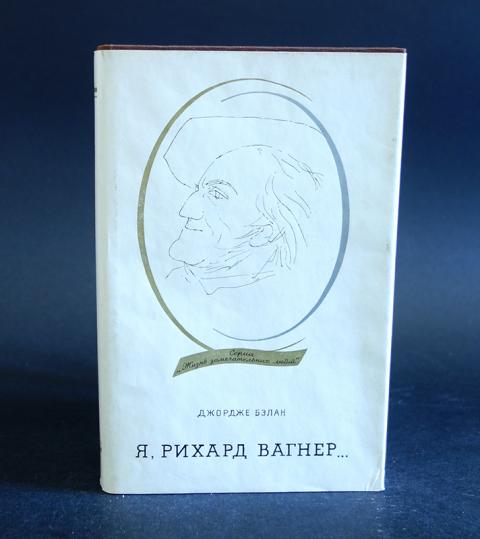 Серия
„Жизнь замечательных людей”
ДЖОРДЖЕ БЭЛАН
Я, РИХАРД ВАГНЕР...